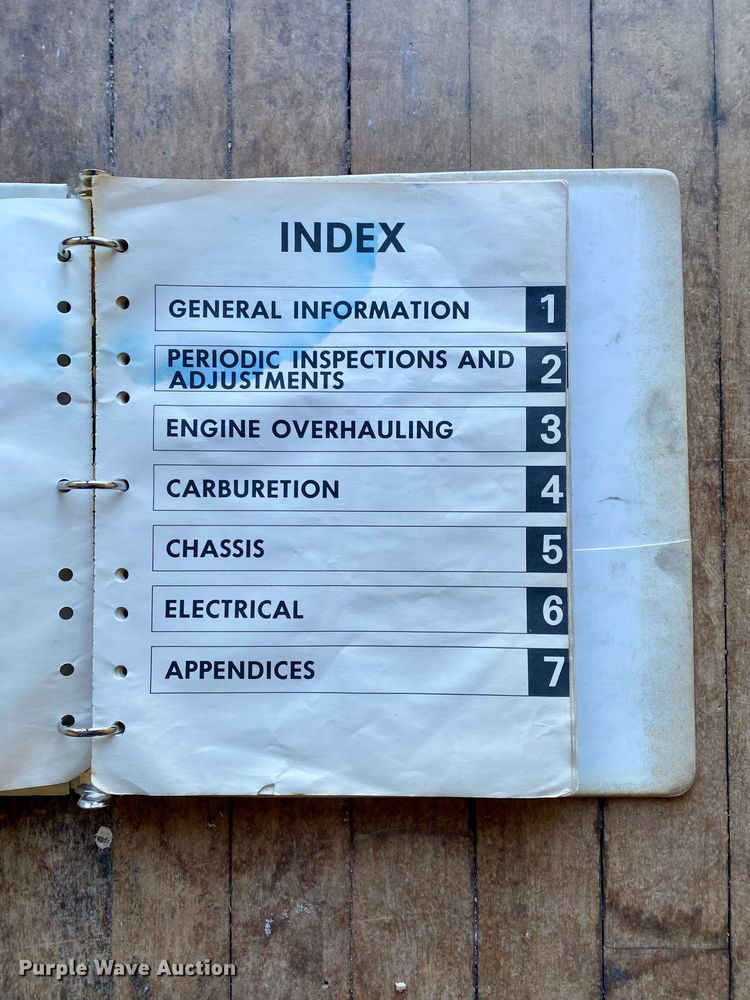 INDEX
GENERAL INFORMATION 1
PERIODIC INSPECTIONS AND
ADJUSTMENTS 2
ENGINE OVERHAULING 3
CARBURETION 4
CHASSIS 5
ELECTRICAL 6
APPENDICES 7
Purple Wave Auction